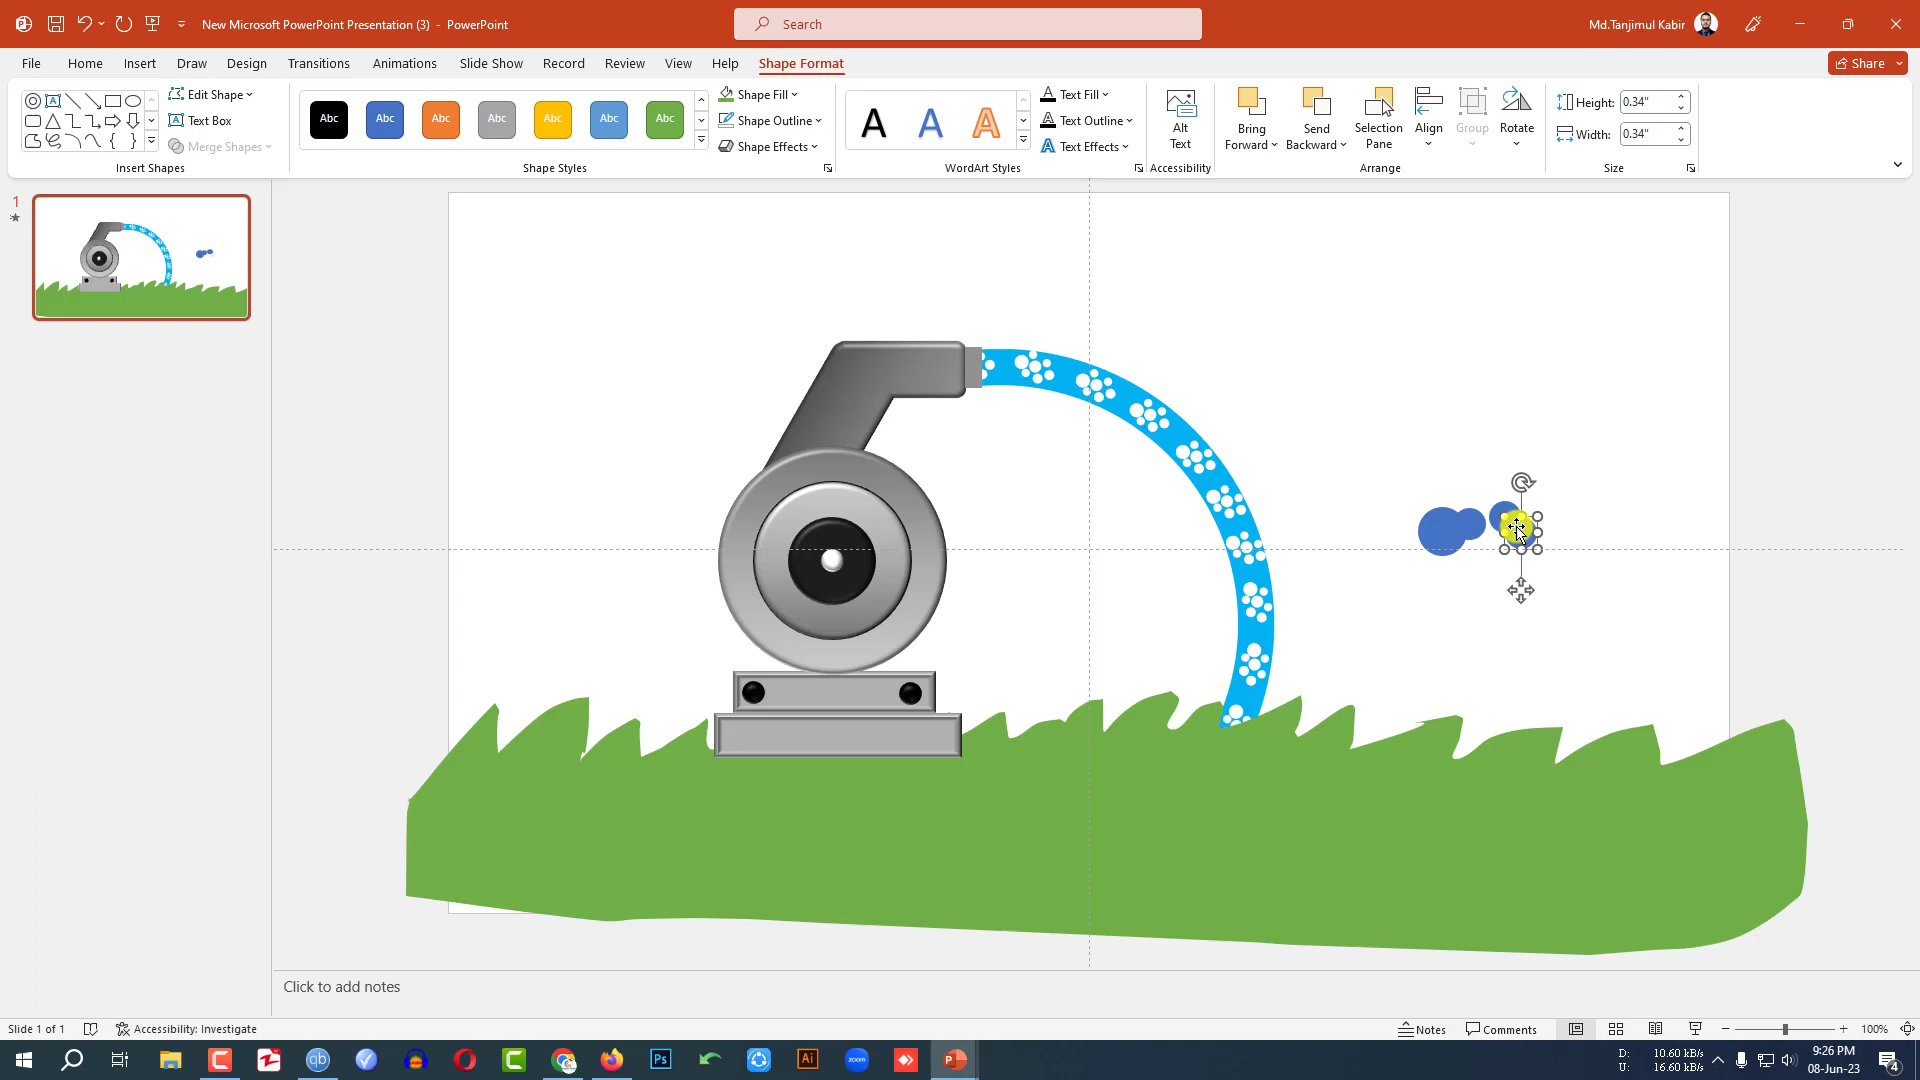 New Microsoft PowerPoint Presentation (3) - PowerPoint
Search
Md.Tanjimul Kabir
File Home Insert Draw Design Transitions Animations Slide Show Record Review View Help Shape Format
Share
Edit Shape
Text Box
Merge Shapes
Insert Shapes
Abc Abc Abc Abc Abc Abc Abc
Shape Fill
Shape Outline
Shape Effects
Shape Styles
A A A
Text Fill
Text Outline
Text Effects
WordArt Styles
Alt
Text
Accessibility
Bring
Forward
Send
Backward
Selection
Pane
Align
Group
Rotate
Arrange
Height: 0.34"
Width: 0.34"
Size
1
Click to add notes
Slide 1 of 1
Accessibility: Investigate
Notes
Comments
100%
qb
Ps
Ai
zoom
P
D: 10.60 kB/s
U: 16.60 kB/s
9:26 PM
08-Jun-23
4